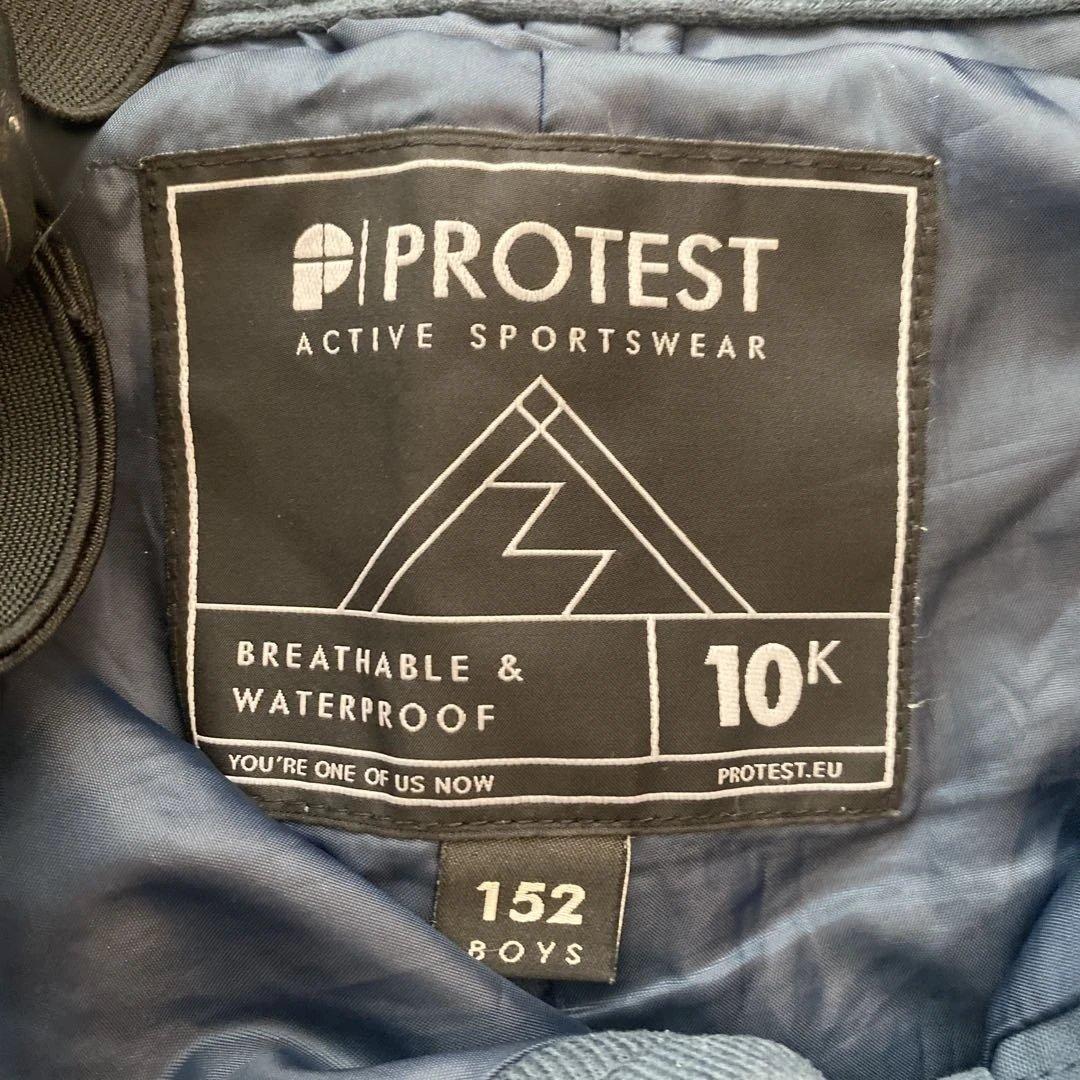 P|PROTEST
ACTIVE SPORTSWEAR
BREATHABLE &
WATERPROOF
10K
YOU'RE ONE OF US NOW
PROTEST.EU
152
BOYS